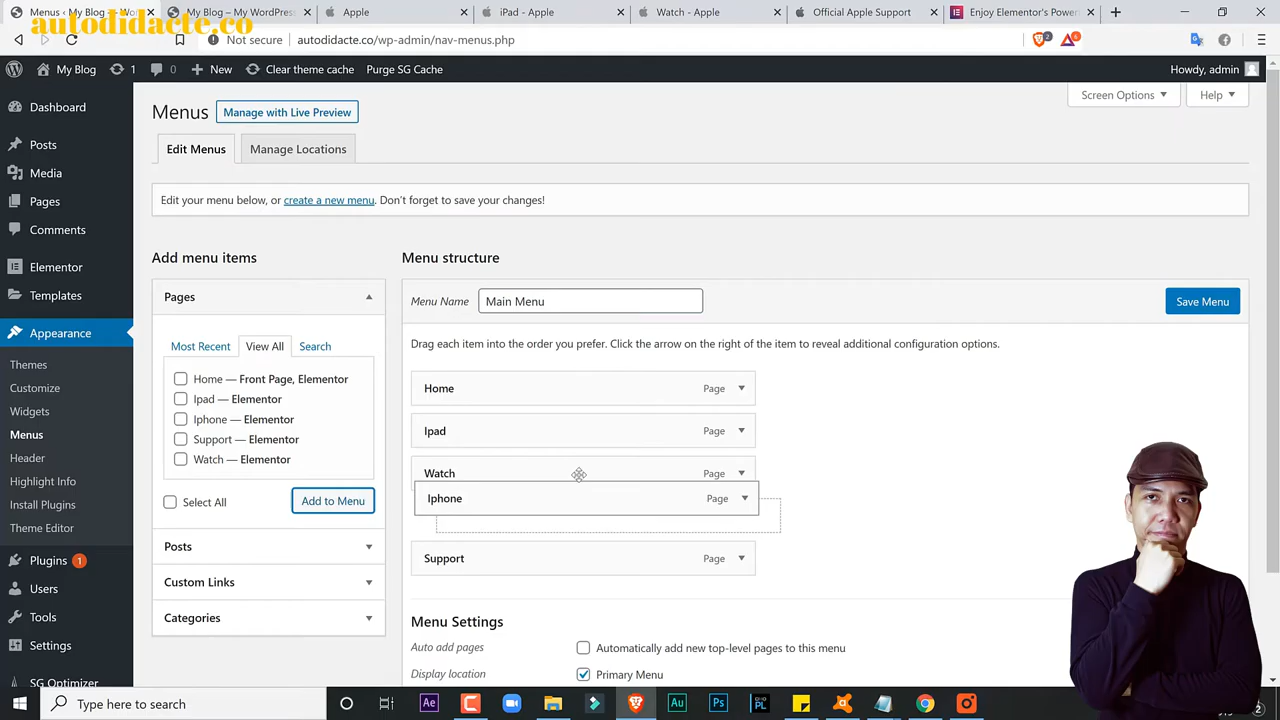 Menus ‹ My Blog — Wo
My Blog – My WordPress
Apple
iPad - Apple
Watch - Apple
Official Apple Support
Enjoy Elementor's Power
autodidacte.co
Not secure
autodidacte.co/wp-admin/nav-menus.php
2
6
My Blog
1
0
New
Clear theme cache
Purge SG Cache
Howdy, admin
Dashboard
Posts
Media
Pages
Comments
Elementor
Templates
Appearance
Themes
Customize
Widgets
Menus
Header
Highlight Info
Install Plugins
Theme Editor
Plugins 1
Users
Tools
Settings
SG Optimizer
Screen Options
Help
Menus
Manage with Live Preview
Edit Menus
Manage Locations
Edit your menu below, or create a new menu. Don't forget to save your changes!
Add menu items
Pages
Most Recent
View All
Search
Home — Front Page, Elementor
Ipad — Elementor
Iphone — Elementor
Support — Elementor
Watch — Elementor
Select All
Add to Menu
Posts
Custom Links
Categories
Menu structure
Menu Name
Main Menu
Save Menu
Drag each item into the order you prefer. Click the arrow on the right of the item to reveal additional configuration options.
Home Page
Ipad Page
Watch Page
Iphone Page
Support Page
Menu Settings
Auto add pages
Automatically add new top-level pages to this menu
Display location
Primary Menu
Type here to search
Ae
Au
Ps
PL
2